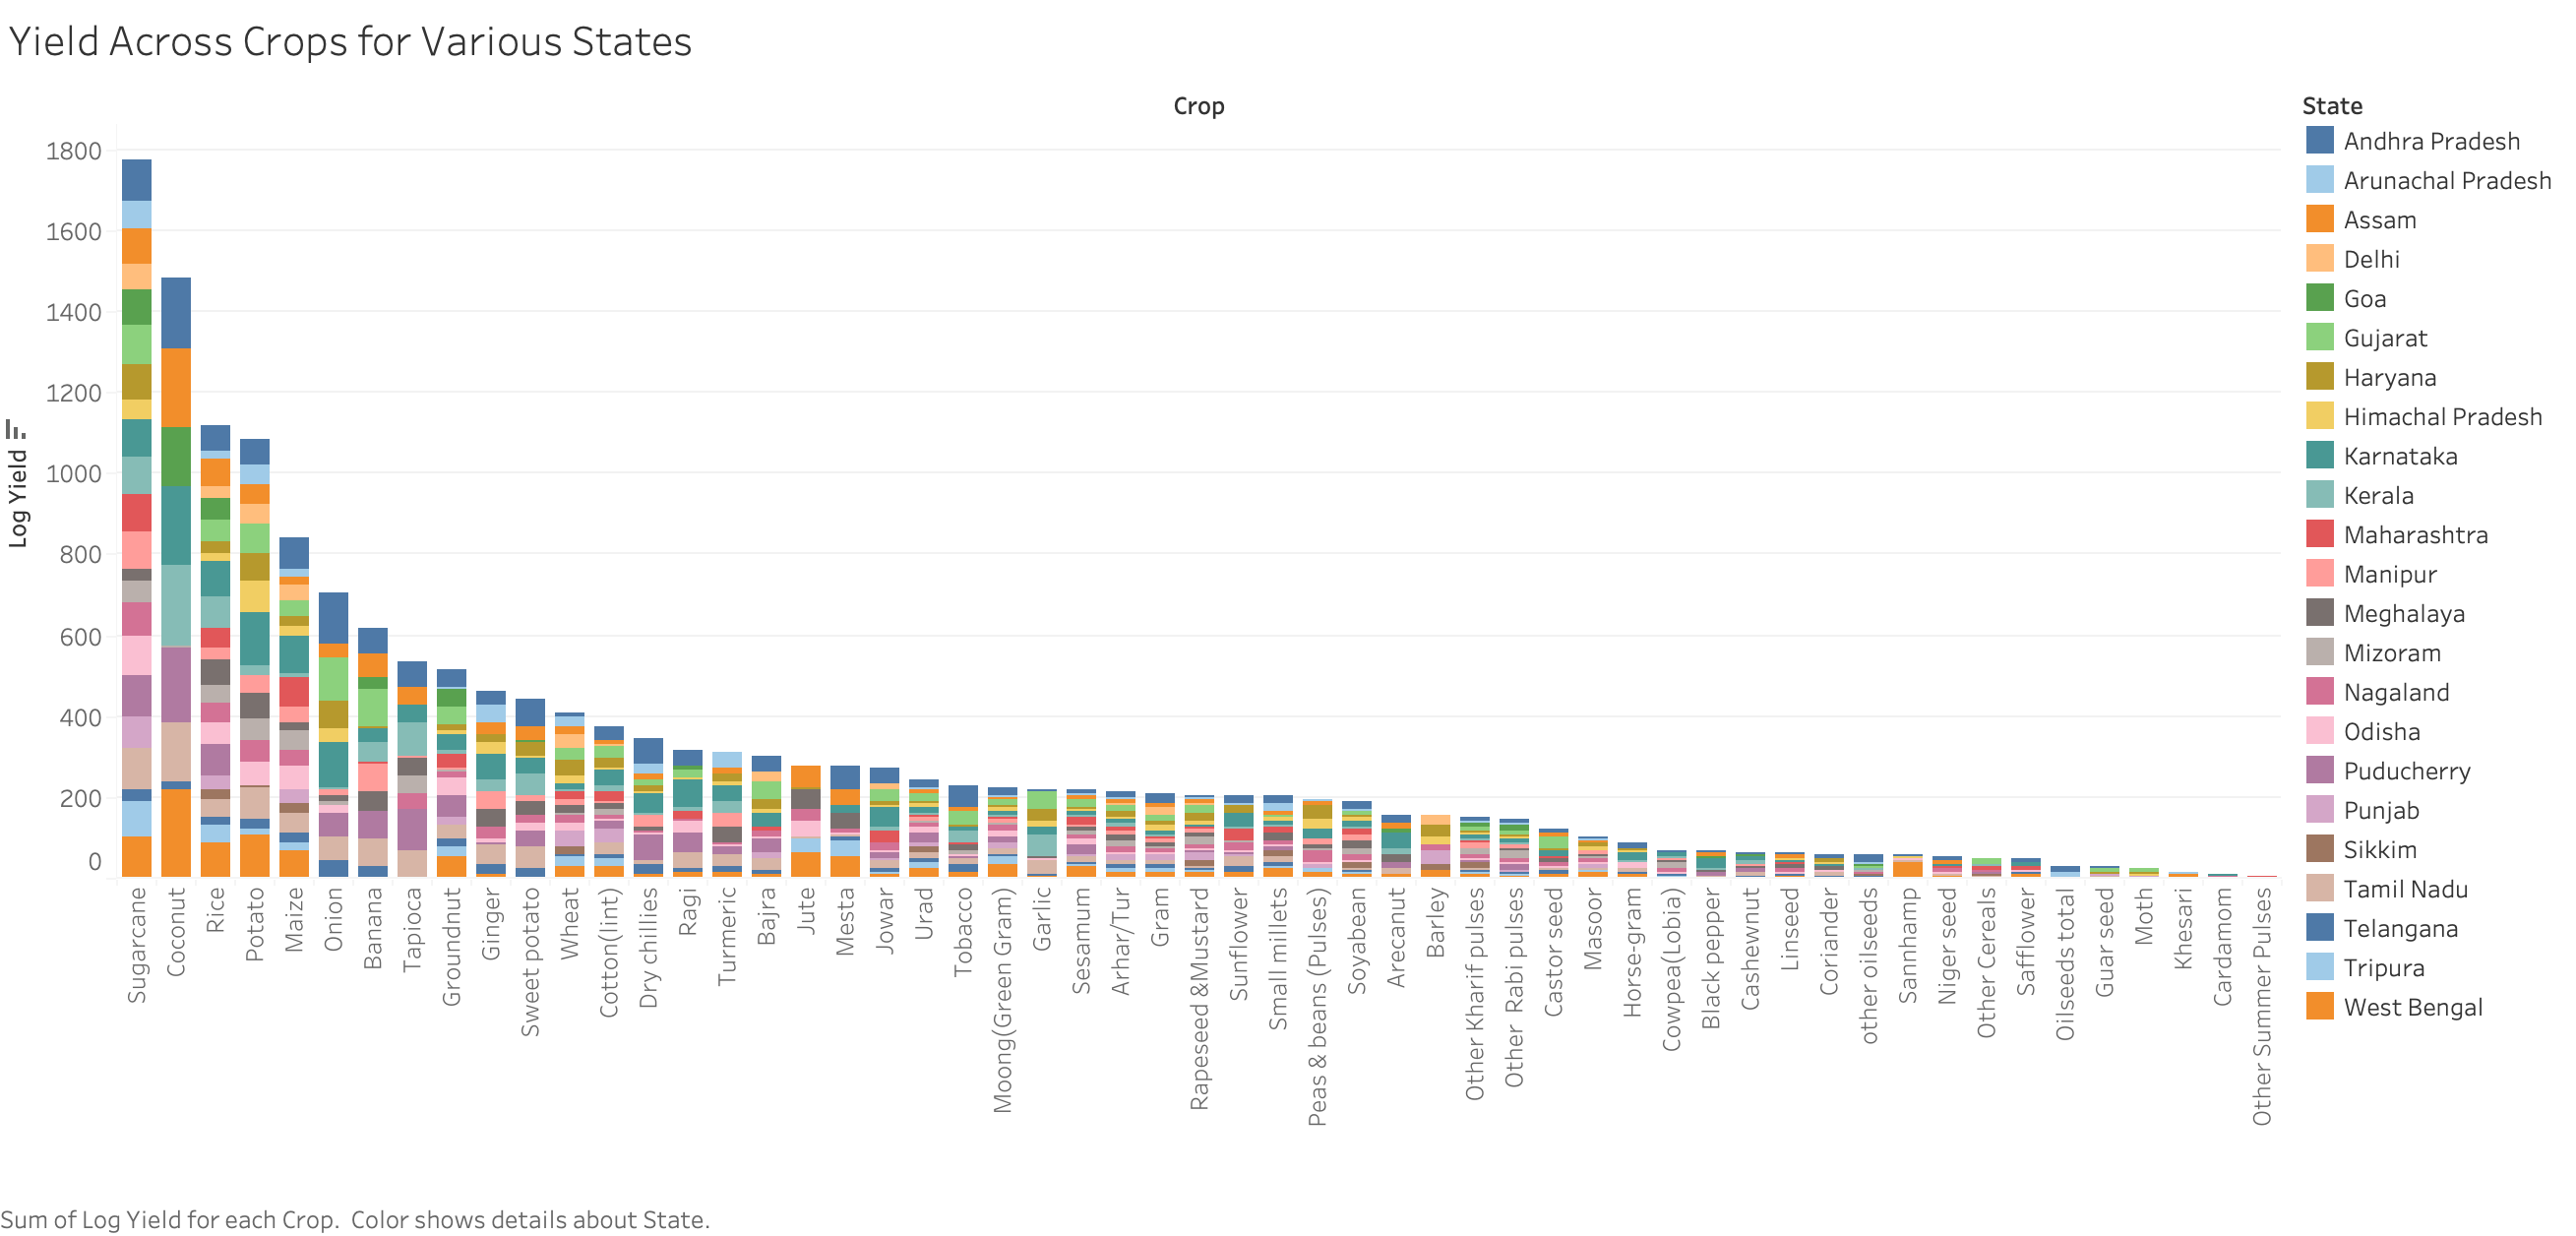 Yield Across Crops for Various States
Crop
Log Yield
1800
1600
1400
1200
1000
800
600
400
200
0
Sugarcane
Coconut
Rice
Potato
Maize
Onion
Banana
Tapioca
Groundnut
Ginger
Sweet potato
Wheat
Cotton(lint)
Dry chillies
Ragi
Turmeric
Bajra
Jute
Mesta
Jowar
Urad
Tobacco
Moong(Green Gram)
Garlic
Sesamum
Arhar/Tur
Gram
Rapeseed &Mustard
Sunflower
Small millets
Peas & beans (Pulses)
Soyabean
Arecanut
Barley
Other Kharif pulses
Other Rabi pulses
Castor seed
Masoor
Horse-gram
Cowpea(Lobia)
Black pepper
Cashewnut
Linseed
Coriander
other oilseeds
Sannhamp
Niger seed
Other Cereals
Safflower
Oilseeds total
Guar seed
Moth
Khesari
Cardamom
Other Summer Pulses
State
Andhra Pradesh
Arunachal Pradesh
Assam
Delhi
Goa
Gujarat
Haryana
Himachal Pradesh
Karnataka
Kerala
Maharashtra
Manipur
Meghalaya
Mizoram
Nagaland
Odisha
Puducherry
Punjab
Sikkim
Tamil Nadu
Telangana
Tripura
West Bengal
Sum of Log Yield for each Crop. Color shows details about State.